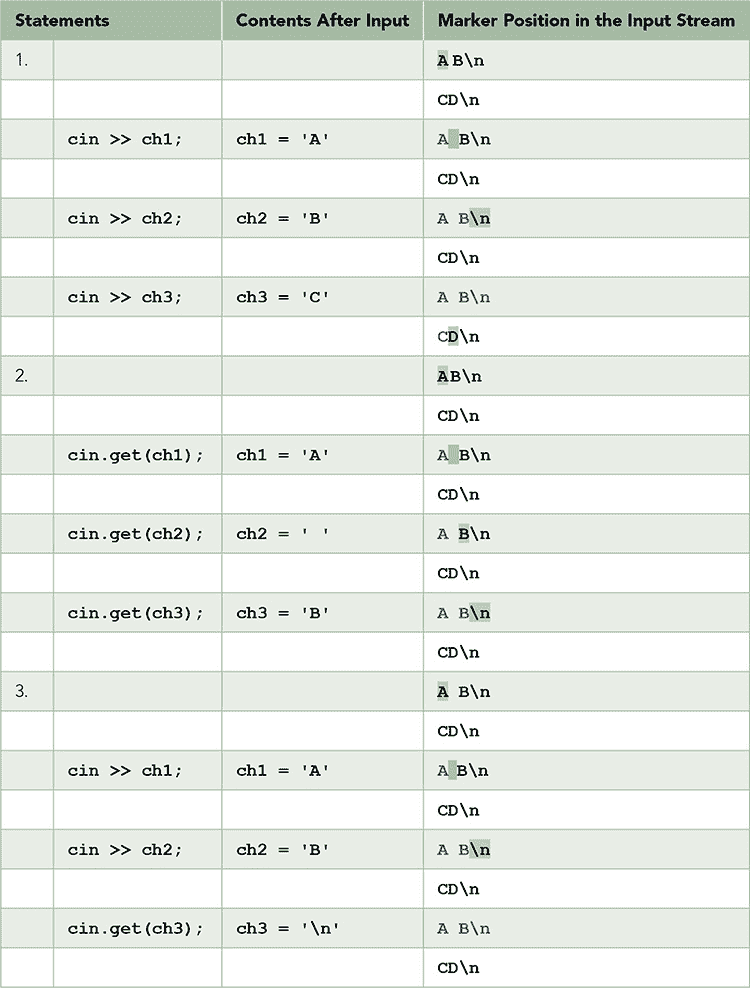 Statements Contents After Input Marker Position in the Input Stream
1. A B\n
CD\n
cin >> ch1; ch1 = 'A' A B\n
CD\n
cin >> ch2; ch2 = 'B' A B\n
CD\n
cin >> ch3; ch3 = 'C' A B\n
CD\n
2. AB\n
CD\n
cin.get(ch1); ch1 = 'A' A B\n
CD\n
cin.get(ch2); ch2 = ' ' A B\n
CD\n
cin.get(ch3); ch3 = 'B' A B\n
CD\n
3. A B\n
CD\n
cin >> ch1; ch1 = 'A' A B\n
CD\n
cin >> ch2; ch2 = 'B' A B\n
CD\n
cin.get(ch3); ch3 = '\n' A B\n
CD\n